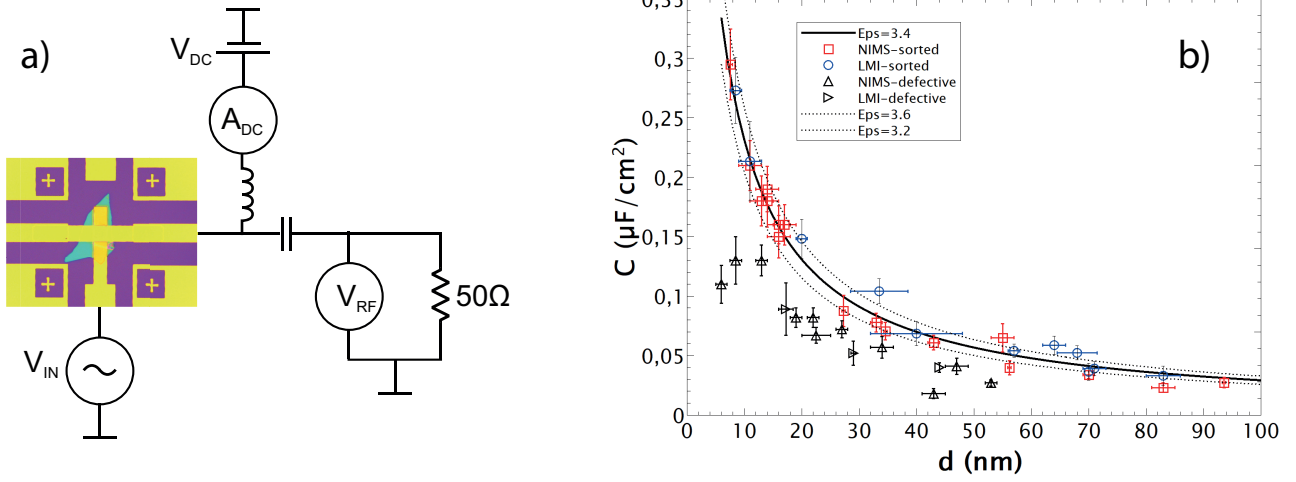 a)
V_DC
A_DC
V_RF
50Ω
V_IN
b)
0,35
0,3
0,25
0,2
0,15
0,1
0,05
0
C (μF/cm²)
Eps=3.4
NIMS-sorted
LMI-sorted
NIMS-defective
LMI-defective
Eps=3.6
Eps=3.2
0 10 20 30 40 50 60 70 80 90 100
d (nm)